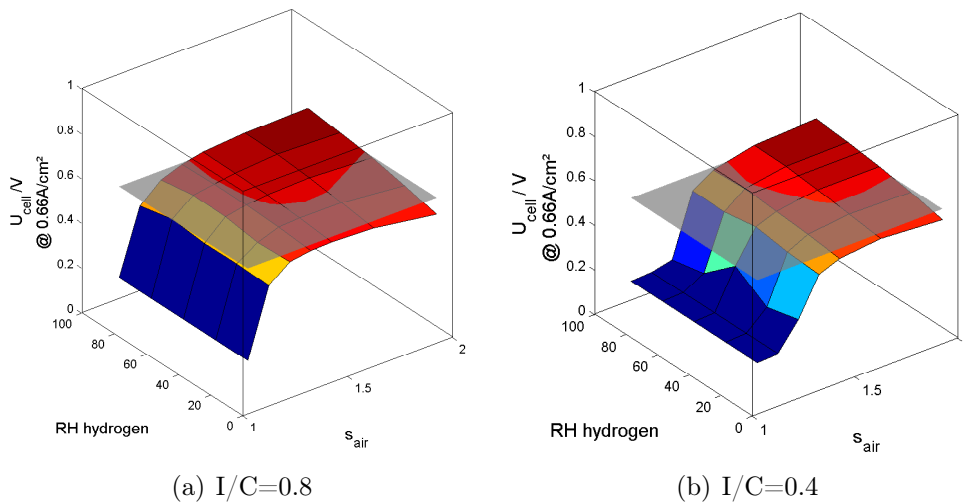 1
0.8
0.6
0.4
0.2
0
U_cell / V
@ 0.66A/cm²
100
80
60
40
20
0
RH hydrogen
1
1.5
2
s_air
(a) I/C=0.8
1
0.8
0.6
0.4
0.2
0
U_cell / V
@ 0.66A/cm²
100
80
60
40
20
0
RH hydrogen
1
1.5
s_air
(b) I/C=0.4